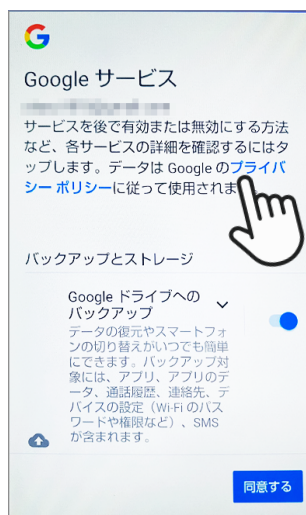 Google サービス
サービスを後で有効または無効にする方法
など、各サービスの詳細を確認するにはタ
ップします。データは Google のプライバ
シー ポリシーに従って使用されま
バックアップとストレージ
Google ドライブへの
バックアップ
データの復元やスマートフォ
ンの切り替えがいつでも簡単
にできます。バックアップ対
象には、アプリ、アプリのデ
ータ、通話履歴、連絡先、デ
バイスの設定（Wi-Fi のパス
ワードや権限など）、SMS
が含まれます。
同意する